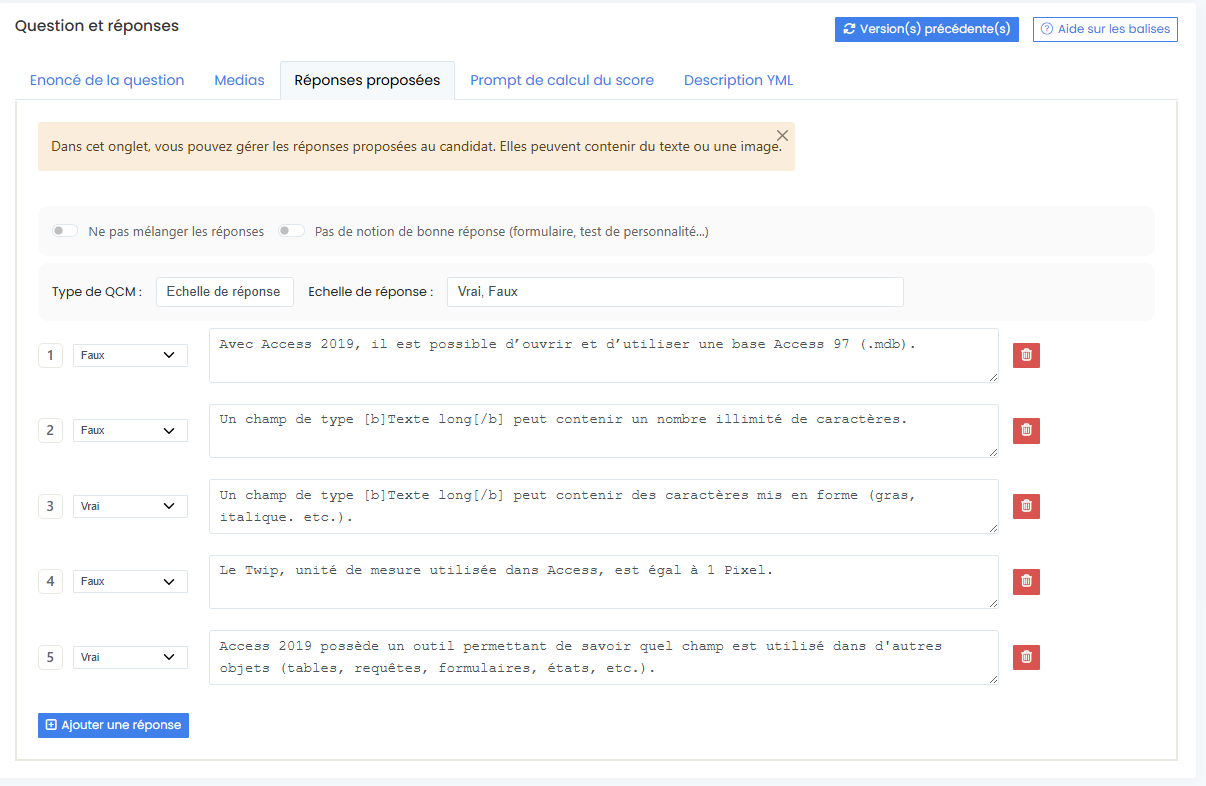 Question et réponses
Version(s) précédente(s)
Aide sur les balises
Enoncé de la question
Medias
Réponses proposées
Prompt de calcul du score
Description YML
Dans cet onglet, vous pouvez gérer les réponses proposées au candidat. Elles peuvent contenir du texte ou une image.
Ne pas mélanger les réponses
Pas de notion de bonne réponse (formulaire, test de personnalité...)
Type de QCM :
Echelle de réponse
Echelle de réponse :
Vrai, Faux
1
Faux
Avec Access 2019, il est possible d’ouvrir et d’utiliser une base Access 97 (.mdb).
2
Faux
Un champ de type [b]Texte long[/b] peut contenir un nombre illimité de caractères.
3
Vrai
Un champ de type [b]Texte long[/b] peut contenir des caractères mis en forme (gras,
italique. etc.).
4
Faux
Le Twip, unité de mesure utilisée dans Access, est égal à 1 Pixel.
5
Vrai
Access 2019 possède un outil permettant de savoir quel champ est utilisé dans d'autres
objets (tables, requêtes, formulaires, états, etc.).
Ajouter une réponse